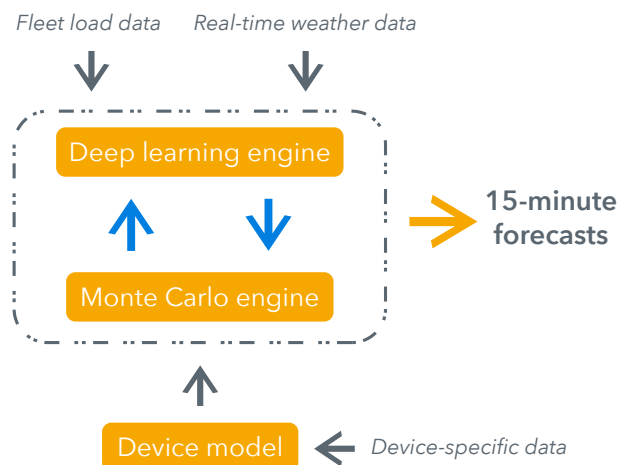 Fleet load data
Real-time weather data
Deep learning engine
15-minute
forecasts
Monte Carlo engine
Device model
Device-specific data